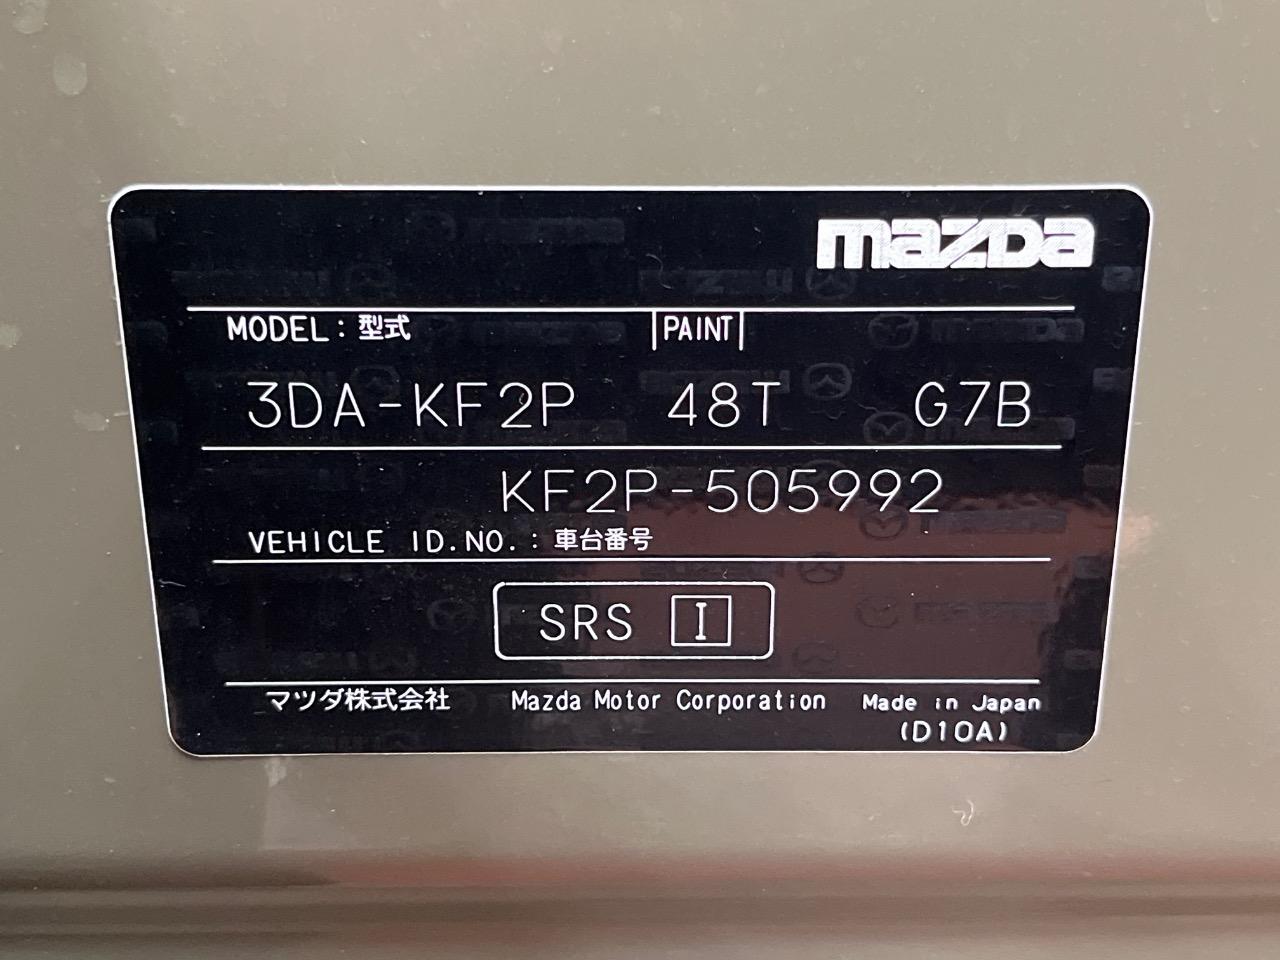 mazda
MODEL: 型式 |PAINT|
3DA-KF2P 48T G7B
KF2P-505992
VEHICLE ID.NO.: 車台番号
SRS I
マツダ株式会社 Mazda Motor Corporation Made in Japan
(D10A)